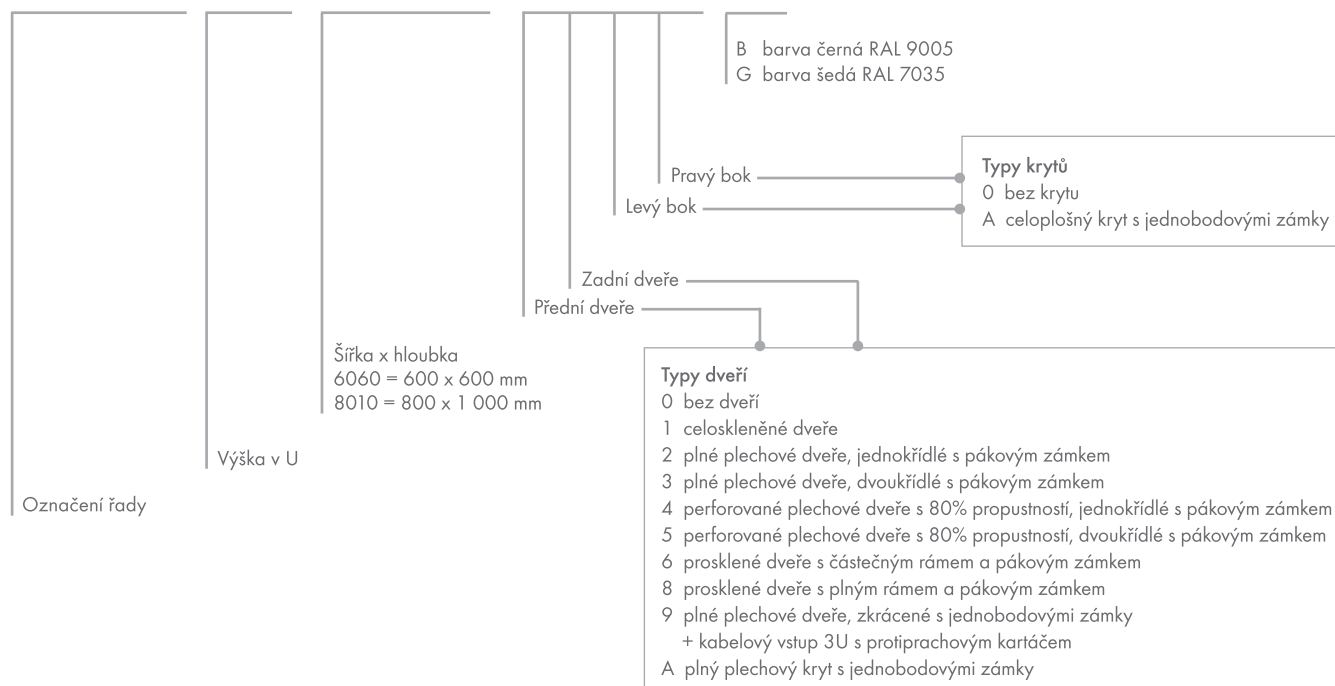 B barva černá RAL 9005
G barva šedá RAL 7035
Typy krytů
0 bez krytu
A celoplošný kryt s jednobodovými zámky
Pravý bok
Levý bok
Zadní dveře
Přední dveře
Šířka x hloubka
6060 = 600 x 600 mm
8010 = 800 x 1 000 mm
Výška v U
Označení řady
Typy dveří
0 bez dveří
1 celoskleněné dveře
2 plné plechové dveře, jednokřídlé s pákovým zámkem
3 plné plechové dveře, dvoukřídlé s pákovým zámkem
4 perforované plechové dveře s 80% propustností, jednokřídlé s pákovým zámkem
5 perforované plechové dveře s 80% propustností, dvoukřídlé s pákovým zámkem
6 prosklené dveře s částečným rámem a pákovým zámkem
8 prosklené dveře s plným rámem a pákovým zámkem
9 plné plechové dveře, zkrácené s jednobodovými zámky
+ kabelový vstup 3U s protiprachovým kartáčem
A plný plechový kryt s jednobodovými zámky